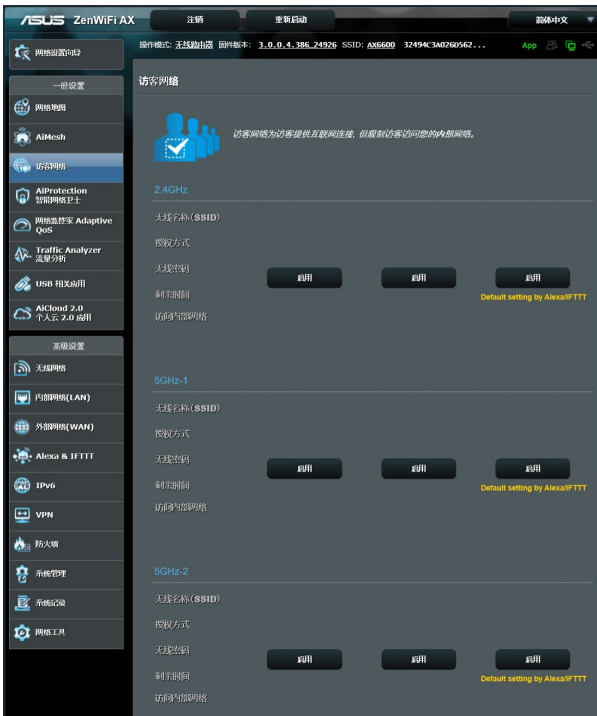 ASUS ZenWiFi AX 注销 重新启动 简体中文
操作模式: 无线路由器 固件版本: 3.0.0.4.386_24926 SSID: AX6600 32494C3A0260562... App
网络设置向导
一般设置
网络地图
AiMesh
访客网络
AiProtection
智能网络卫士
网络监控家 Adaptive
QoS
Traffic Analyzer
流量分析
USB 相关应用
AiCloud 2.0
个人云 2.0 应用
高级设置
无线网络
内部网络(LAN)
外部网络(WAN)
Alexa & IFTTT
IPv6
VPN
防火墙
系统管理
系统记录
网络工具
访客网络
访客网络为访客提供互联网连接, 但限制访客访问您的内部网络。
2.4GHz
无线名称(SSID)
授权方式
无线密码
启用 启用 启用
剩余时间
Default setting by Alexa/IFTTT
访问内部网络
5GHz-1
无线名称(SSID)
授权方式
无线密码
启用 启用 启用
剩余时间
Default setting by Alexa/IFTTT
访问内部网络
5GHz-2
无线名称(SSID)
授权方式
无线密码
启用 启用 启用
剩余时间
Default setting by Alexa/IFTTT
访问内部网络